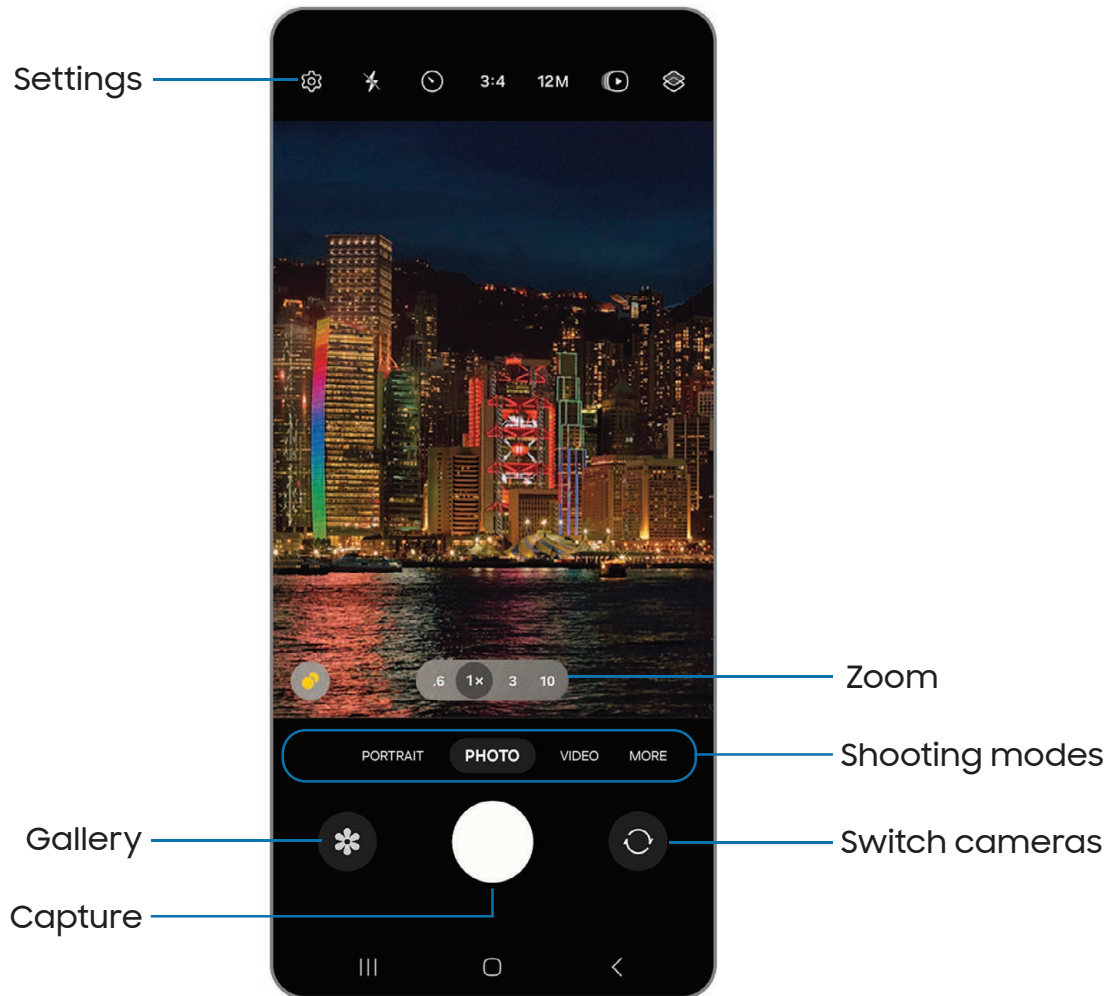 Settings
3:4
12M
.6 1× 3 10
Zoom
PORTRAIT PHOTO VIDEO MORE
Shooting modes
Gallery
Switch cameras
Capture